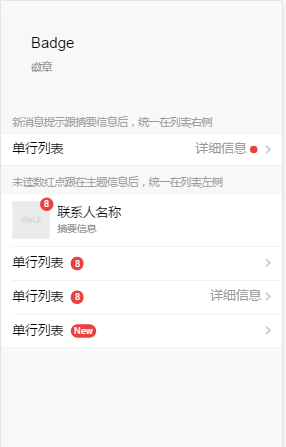 Badge
徽章
新消息提示跟摘要信息后，统一在列表右侧
单行列表 详细信息
未读数红点跟在主题信息后，统一在列表左侧
8
WeUI
联系人名称
摘要信息
单行列表 8
单行列表 8 详细信息
单行列表 New